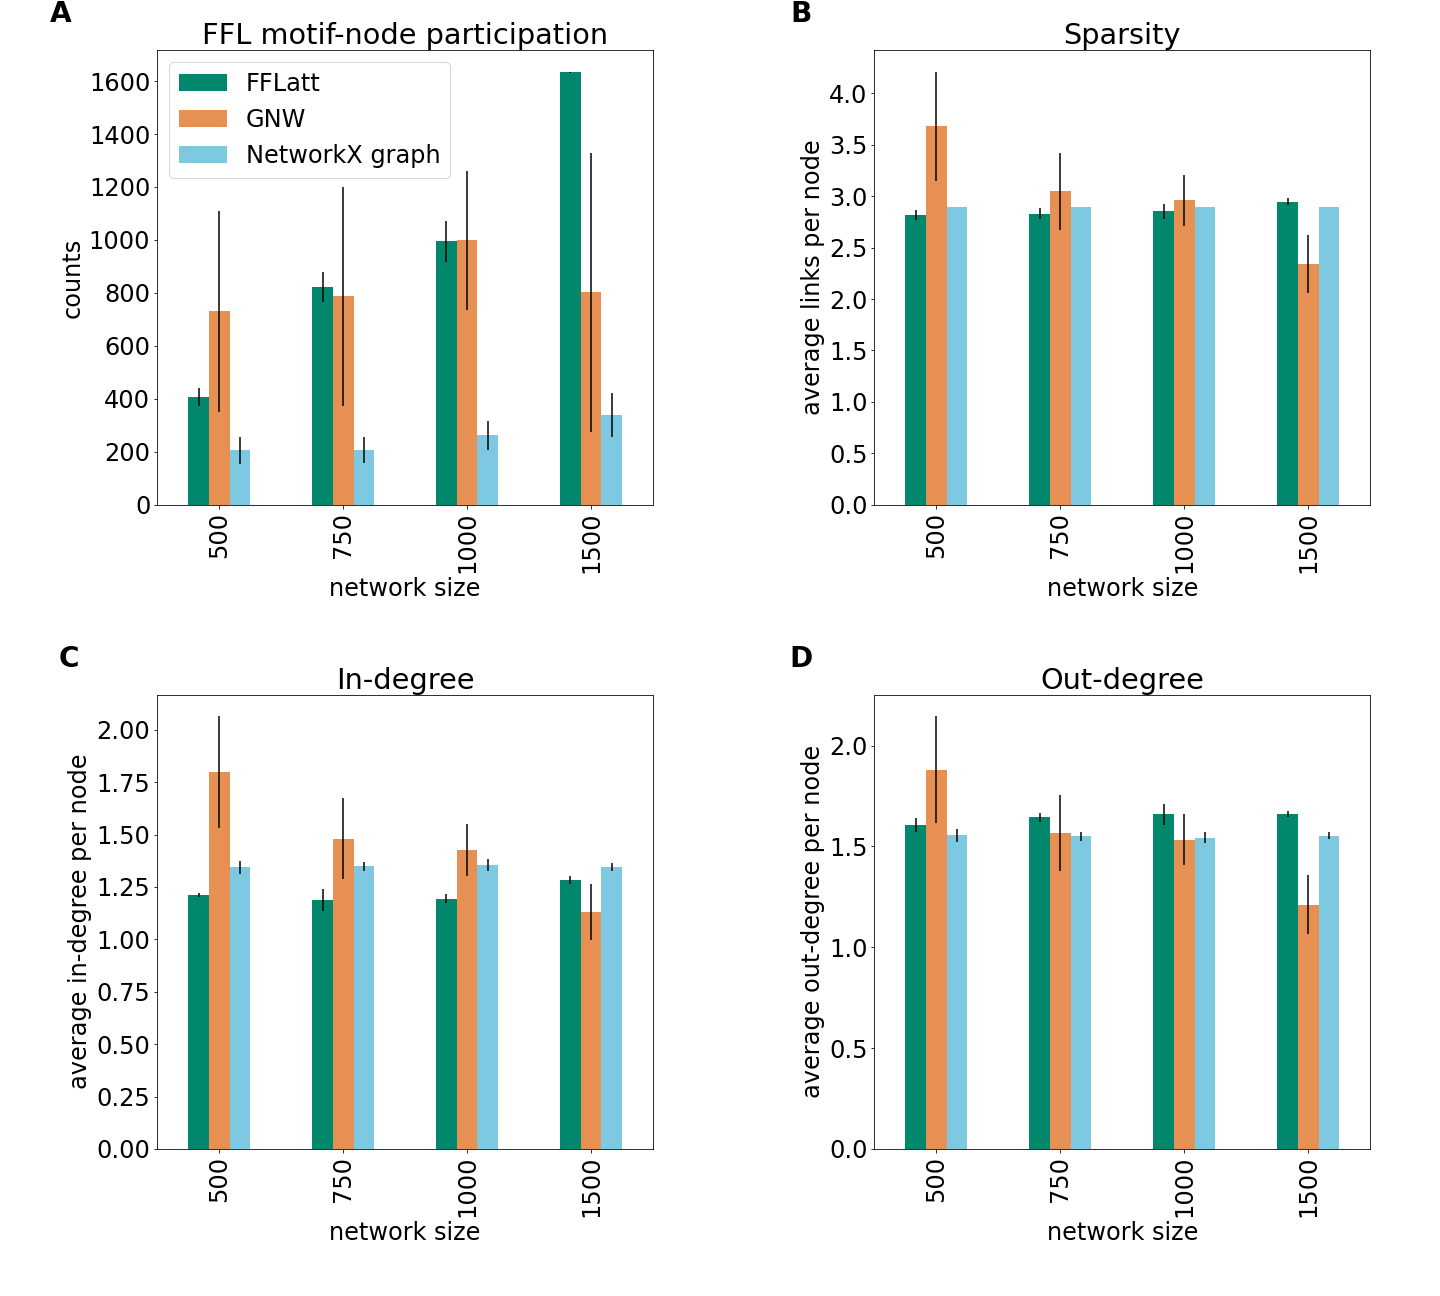 A
FFL motif-node participation
1600
1400
1200
1000
800
600
400
200
0
counts
FFLatt
GNW
NetworkX graph
500
750
1000
1500
network size
B
Sparsity
4.0
3.5
3.0
2.5
2.0
1.5
1.0
0.5
0.0
average links per node
500
750
1000
1500
network size
C
In-degree
2.00
1.75
1.50
1.25
1.00
0.75
0.50
0.25
0.00
average in-degree per node
500
750
1000
1500
network size
D
Out-degree
2.0
1.5
1.0
0.5
0.0
average out-degree per node
500
750
1000
1500
network size